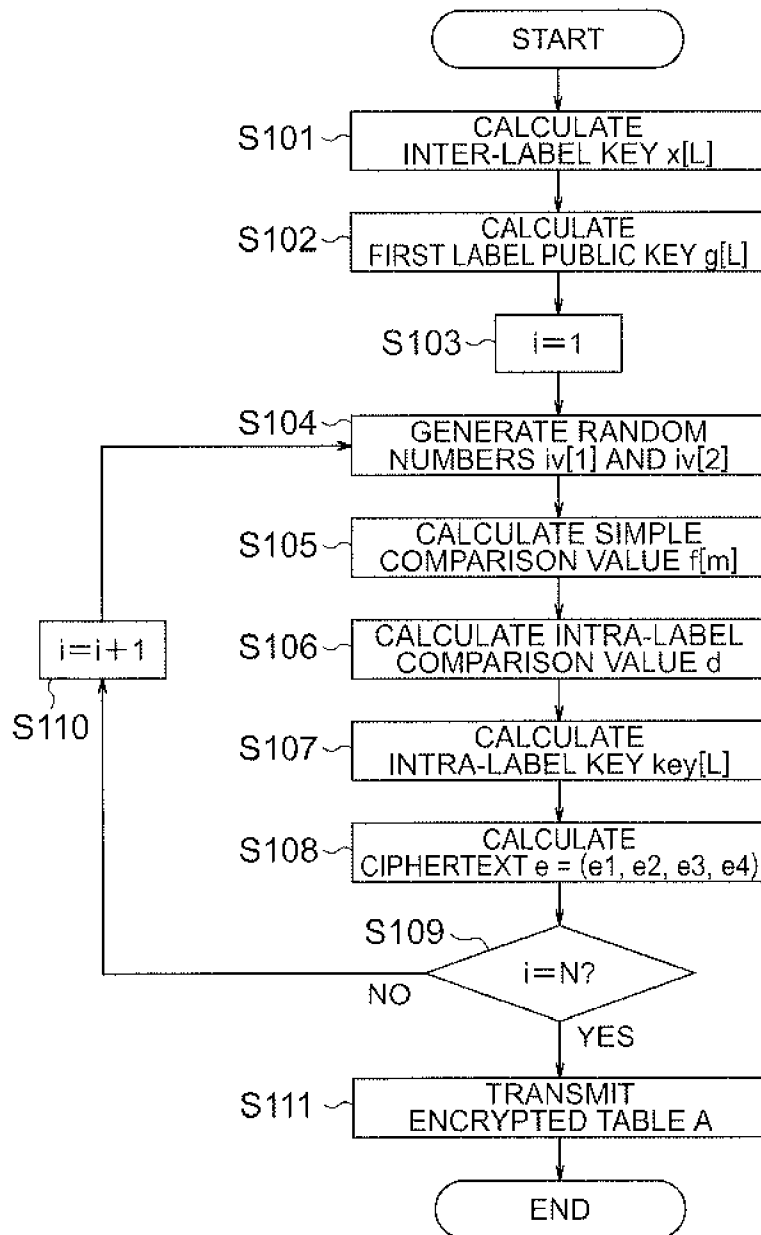 START
S101
CALCULATE
INTER-LABEL KEY x[L]
S102
CALCULATE
FIRST LABEL PUBLIC KEY g[L]
S103
i=1
S104
GENERATE RANDOM
NUMBERS iv[1] AND iv[2]
S105
CALCULATE SIMPLE
COMPARISON VALUE f[m]
S106
CALCULATE INTRA-LABEL
COMPARISON VALUE d
i=i+1
S110
S107
CALCULATE
INTRA-LABEL KEY key[L]
S108
CALCULATE
CIPHERTEXT e = (e1, e2, e3, e4)
S109
i=N?
NO
YES
S111
TRANSMIT
ENCRYPTED TABLE A
END